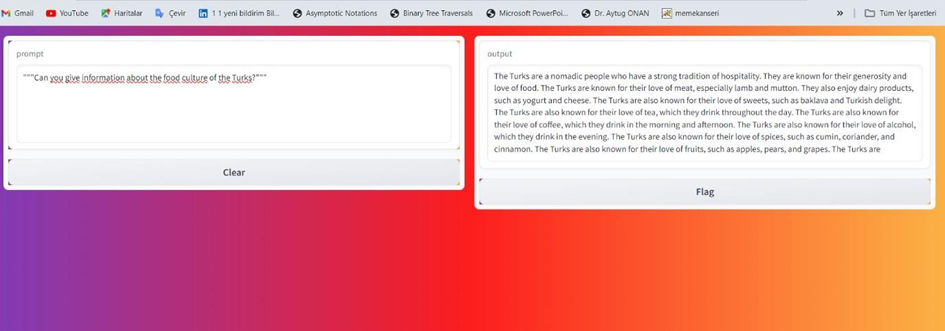 Gmail YouTube Haritalar Çevir 1 1 yeni bildirim Bil... Asymptotic Notations Binary Tree Traversals Microsoft PowerPoi... Dr. Aytug ONAN memekanseri » Tüm Yer İşaretleri
prompt
"""Can you give information about the food culture of the Turks?"""
Clear
output
The Turks are a nomadic people who have a strong tradition of hospitality. They are known for their generosity and
love of food. The Turks are known for their love of meat, especially lamb and mutton. They also enjoy dairy products,
such as yogurt and cheese. The Turks are also known for their love of sweets, such as baklava and Turkish delight.
The Turks are also known for their love of tea, which they drink throughout the day. The Turks are also known for
their love of coffee, which they drink in the morning and afternoon. The Turks are also known for their love of alcohol,
which they drink in the evening. The Turks are also known for their love of spices, such as cumin, coriander, and
cinnamon. The Turks are also known for their love of fruits, such as apples, pears, and grapes. The Turks are
Flag